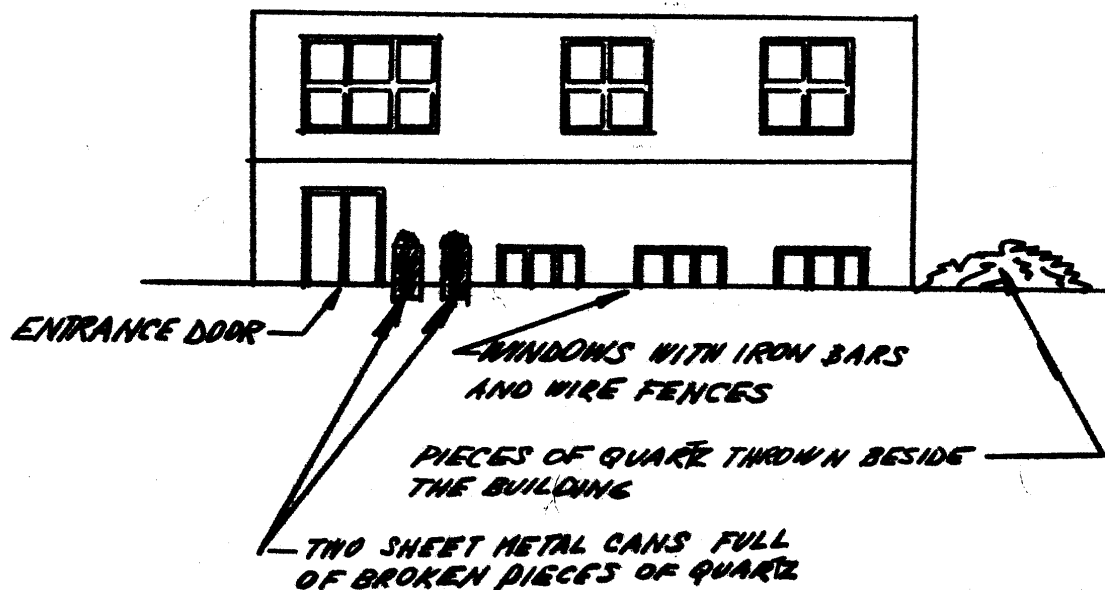 ENTRANCE DOOR
WINDOWS WITH IRON BARS
AND WIRE FENCES
PIECES OF QUARTZ THROWN BESIDE
THE BUILDING
TWO SHEET METAL CANS FULL
OF BROKEN PIECES OF QUARTZ